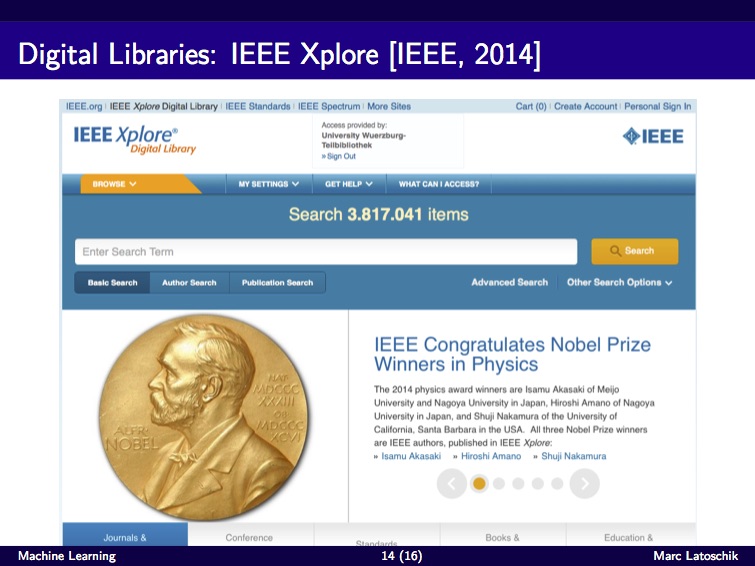 Digital Libraries: IEEE Xplore [IEEE, 2014]
IEEE.org | IEEE Xplore Digital Library | IEEE Standards | IEEE Spectrum | More Sites
Cart (0) | Create Account | Personal Sign In
IEEE Xplore®
Digital Library
Access provided by:
University Wuerzburg-
Teilbibliothek
» Sign Out
IEEE
BROWSE
MY SETTINGS
GET HELP
WHAT CAN I ACCESS?
Search 3.817.041 items
Enter Search Term
Search
Basic Search
Author Search
Publication Search
Advanced Search
Other Search Options
ALFR·
NOBEL
NAT·
MDCCC
XXXIII
OB·
MDCCC
XCVI
IEEE Congratulates Nobel Prize
Winners in Physics
The 2014 physics award winners are Isamu Akasaki of Meijo
University and Nagoya University in Japan, Hiroshi Amano of Nagoya
University in Japan, and Shuji Nakamura of the University of
California, Santa Barbara in the USA. All three Nobel Prize winners
are IEEE authors, published in IEEE Xplore:
» Isamu Akasaki » Hiroshi Amano » Shuji Nakamura
Journals &
Conference
Standards
Books &
Education &
Machine Learning
14 (16)
Marc Latoschik